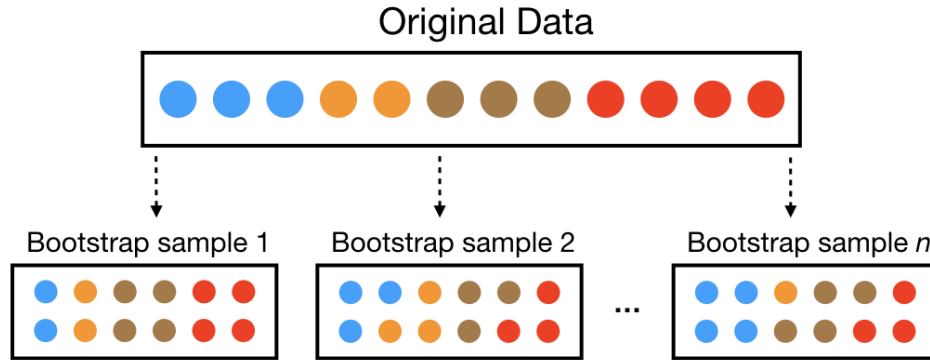 Original Data
Bootstrap sample 1
Bootstrap sample 2
Bootstrap sample n
...